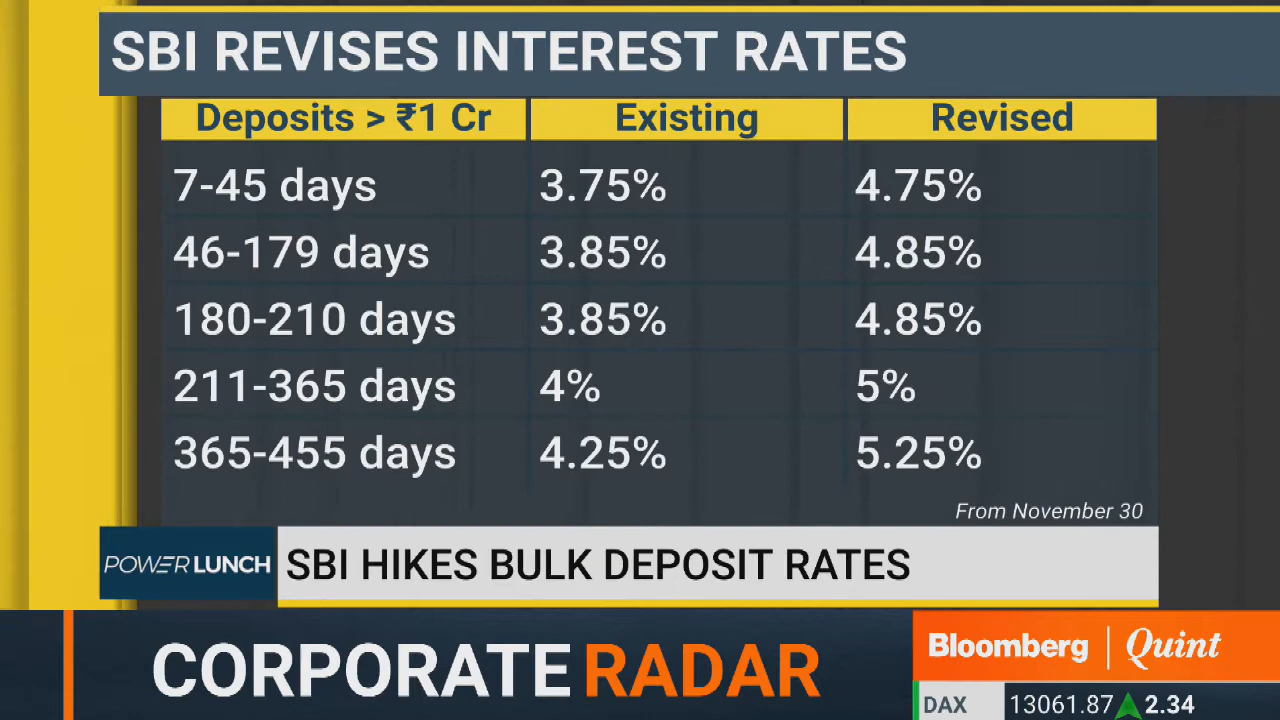 SBI REVISES INTEREST RATES
Deposits > ₹1 Cr Existing Revised
7-45 days 3.75% 4.75%
46-179 days 3.85% 4.85%
180-210 days 3.85% 4.85%
211-365 days 4% 5%
365-455 days 4.25% 5.25%
From November 30
POWER LUNCH SBI HIKES BULK DEPOSIT RATES
CORPORATE RADAR
Bloomberg | Quint
DAX 13061.87 ▲ 2.34